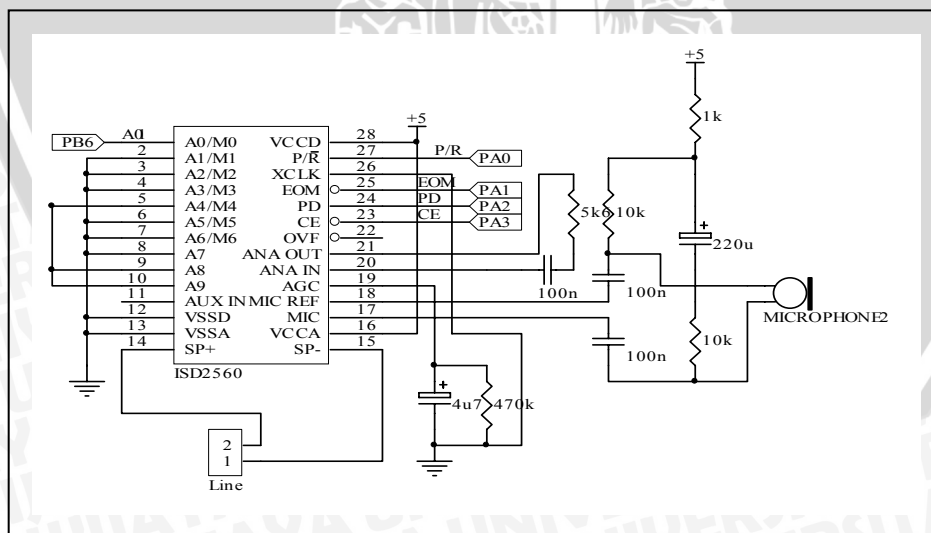 +5
1k
+5
PB6
A0
1
A0/M0
VCCD
28
P/R
PA0
2
A1/M1
P/R̅
27
3
A2/M2
XCLK
26
4
A3/M3
EOM
25
EOM
PA1
5
A4/M4
PD
24
PD
PA2
6
A5/M5
CE
23
CE
PA3
7
A6/M6
OVF
22
5k6
10k
8
A7
ANA OUT
21
220u
9
A8
ANA IN
20
10
A9
AGC
19
100n
100n
11
AUX IN
MIC REF
18
12
VSSD
MIC
17
MICROPHONE2
13
VSSA
VCCA
16
10k
14
SP+
SP-
15
100n
ISD2560
4u7
470k
2
1
Line